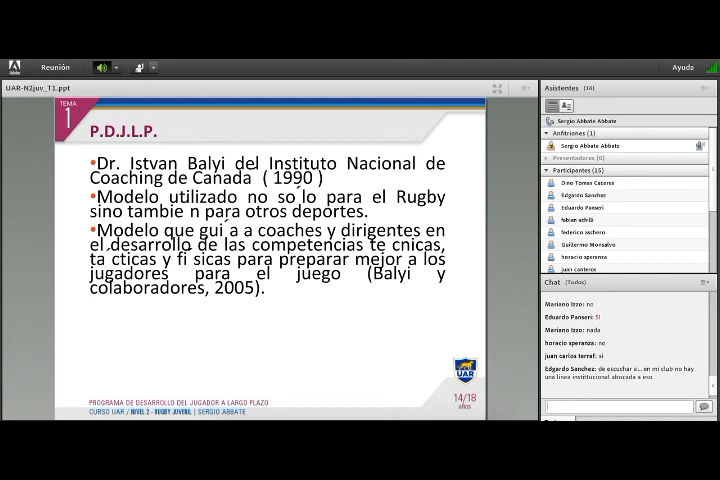 Reunión
Ayuda
UAR-N2juv_T1.ppt
TEMA
1
P.D.J.L.P.
•Dr. Istvan Balyi del Instituto Nacional de
Coaching de Canada ( 1990 )
•Modelo utilizado no so´lo para el Rugby
sino tambie´n para otros deportes.
•Modelo que gui´a a coaches y dirigentes en
el desarrollo de las competencias te´cnicas,
ta´cticas y fi´sicas para preparar mejor a los
jugadores para el juego (Balyi y
colaboradores, 2005).
UAR
PROGRAMA DE DESARROLLO DEL JUGADOR A LARGO PLAZO
CURSO UAR / NIVEL 2 - RUGBY JUVENIL | SERGIO ABBATE
14/18
años
Asistentes (16)
Sergio Abbate Abbate
Anfitriones (1)
Sergio Abbate Abbate
Presentadores (0)
Participantes (15)
Dino Tomas Caceres
Edgardo Sanchez
Eduardo Panseri
fabian achilli
federico aschero
Guillermo Monsalvo
horacio speranza
juan canteros
Chat (Todos)
Mariano Izzo: no
Eduardo Panseri: SI
Mariano Izzo: nada
horacio speranza: no
juan carlos terraf: si
Edgardo Sanchez: de escuchar si... en mi club no hay
una linea instititucional abocada a eso